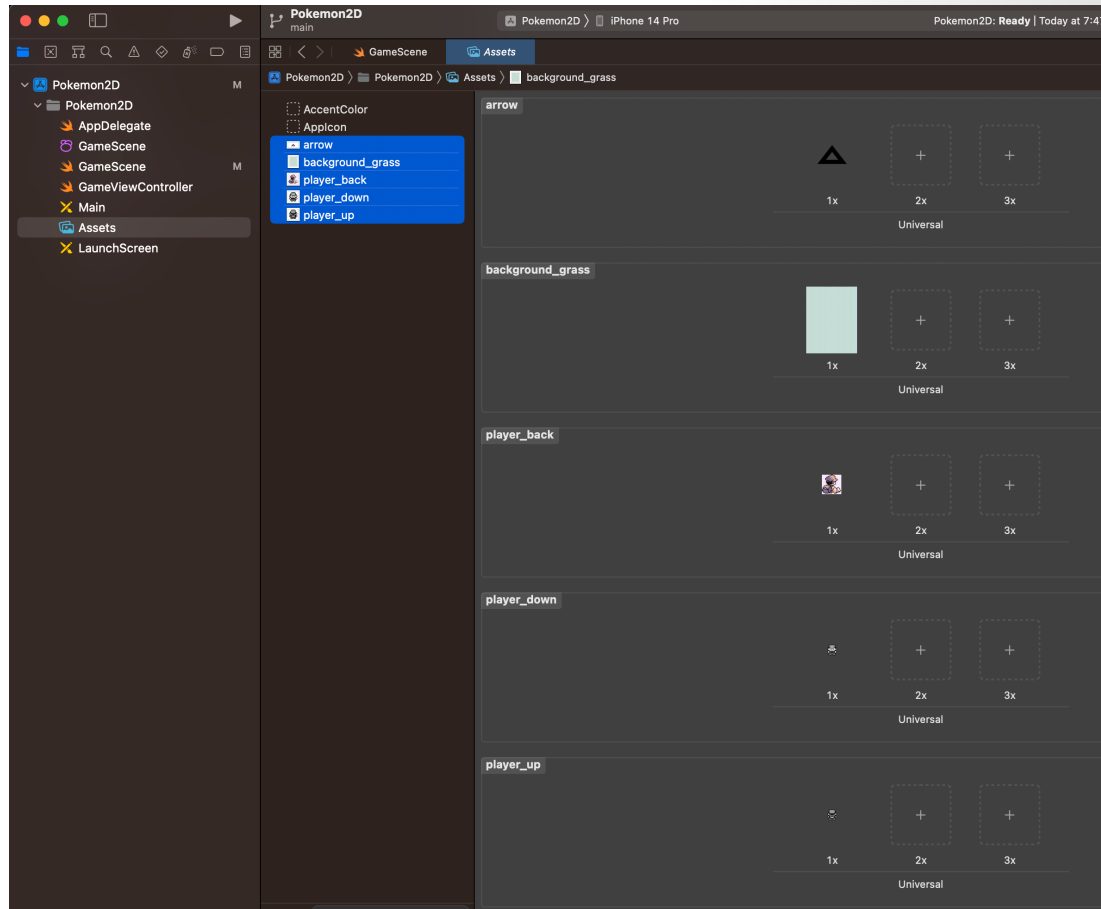 Pokemon2D
main
Pokemon2D 〉 iPhone 14 Pro
Pokemon2D: Ready | Today at 7:47
GameScene
Assets
Pokemon2D 〉 Pokemon2D 〉 Assets 〉 background_grass
Pokemon2D M
Pokemon2D
AppDelegate
GameScene
GameScene M
GameViewController
Main
Assets
LaunchScreen
AccentColor
AppIcon
arrow
background_grass
player_back
player_down
player_up
arrow
1x 2x 3x
Universal
background_grass
1x 2x 3x
Universal
player_back
1x 2x 3x
Universal
player_down
1x 2x 3x
Universal
player_up
1x 2x 3x
Universal